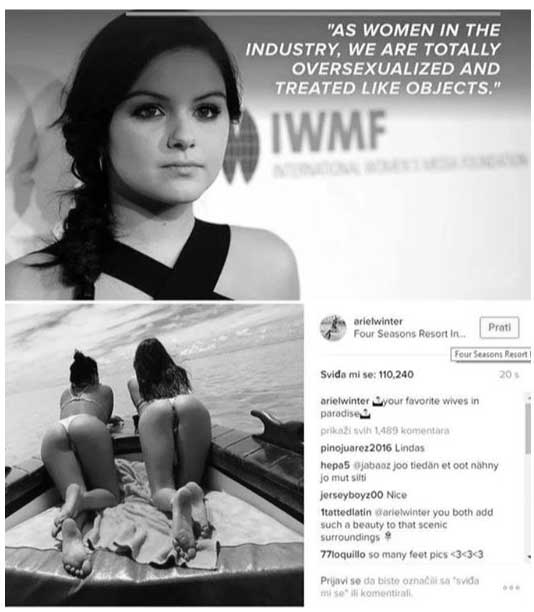 "AS WOMEN IN THE
INDUSTRY, WE ARE TOTALLY
OVERSEXUALIZED AND
TREATED LIKE OBJECTS."
IWMF
INTERNATIONAL WOMEN'S MEDIA FOUNDATION
arielwinter
Four Seasons Resort In...
Prati
Four Seasons Resort
Sviđa mi se: 110,240
20 s
arielwinter your favorite wives in
paradise
prikaži svih 1,489 komentara
pinojuarez2016 Lindas
hepa5 @jabaaz joo tiedän et oot nähny
jo mut silti
jerseyboyz00 Nice
1tattedlatin @arielwinter you both add
such a beauty to that scenic
surroundings
77loquillo so many feet pics <3<3<3
Prijavi se da biste označili sa "sviđa
mi se" ili komentirali.